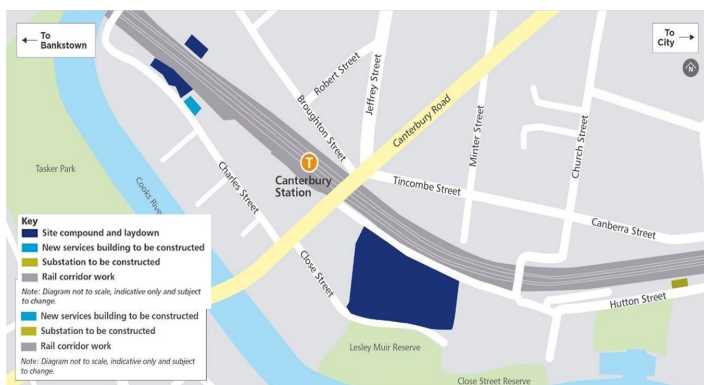 To
Bankstown
To
City
N
Robert Street
Jeffrey Street
Broughton Street
Canterbury Road
Minter Street
Church Street
Tasker Park
Cooks River
Charles Street
T
Canterbury
Station
Tincombe Street
Canberra Street
Close Street
Hutton Street
Lesley Muir Reserve
Close Street Reserve
Key
Site compound and laydown
New services building to be constructed
Substation to be constructed
Rail corridor work
Note: Diagram not to scale, indicative only and subject
to change.
New services building to be constructed
Substation to be constructed
Rail corridor work
Note: Diagram not to scale, indicative only and subject
to change.